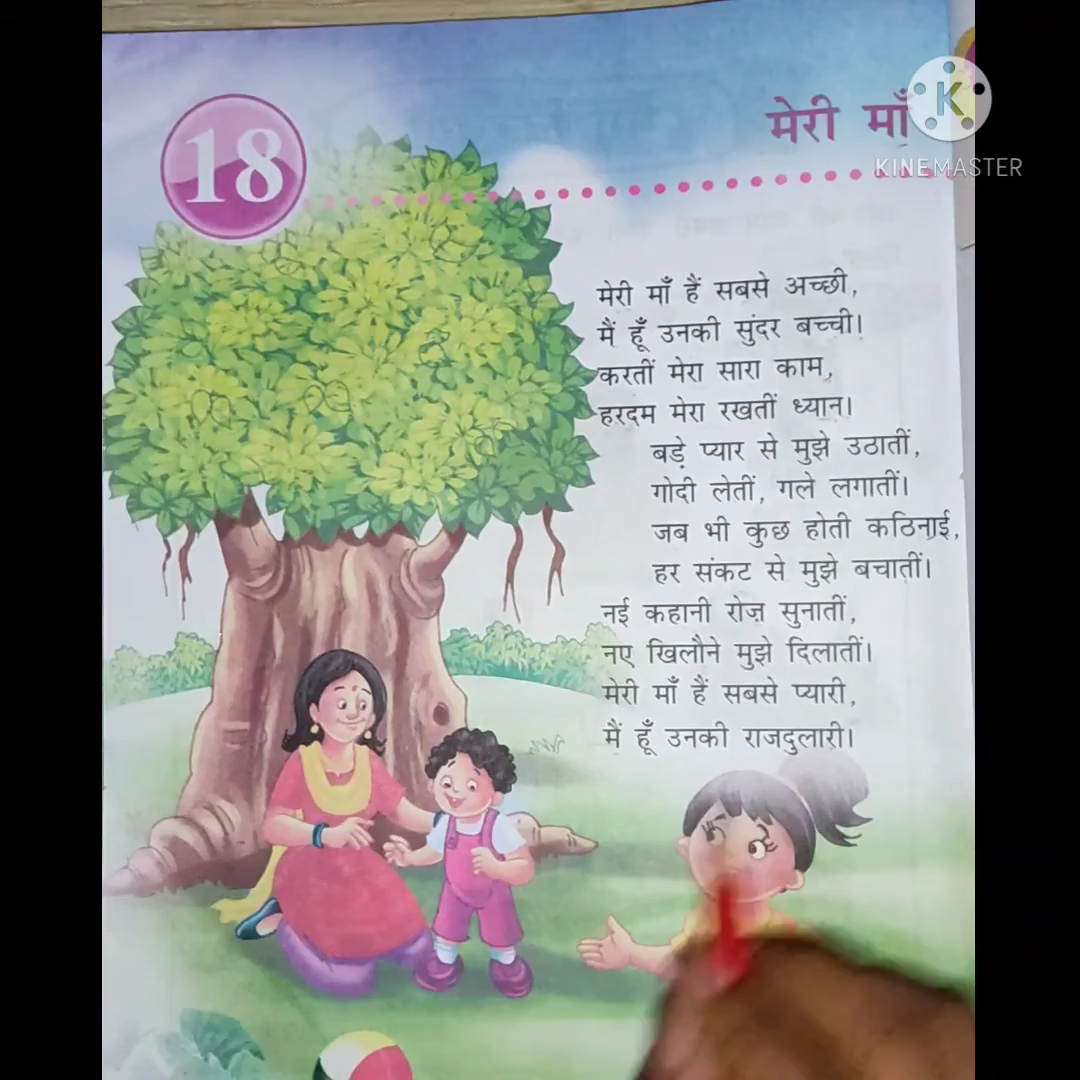 18
मेरी माँ
K
KINEMASTER
मेरी माँ हैं सबसे अच्छी,
मैं हूँ उनकी सुंदर बच्ची।
करतीं मेरा सारा काम,
हरदम मेरा रखतीं ध्यान।
बड़े प्यार से मुझे उठातीं,
गोदी लेतीं, गले लगातीं।
जब भी कुछ होती कठिनाई,
हर संकट से मुझे बचातीं।
नई कहानी रोज़ सुनातीं,
नए खिलौने मुझे दिलातीं।
मेरी माँ हैं सबसे प्यारी,
मैं हूँ उनकी राजदुलारी।